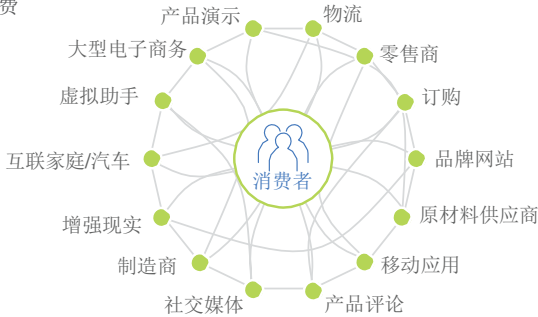 费
产品演示
物流
大型电子商务
零售商
虚拟助手
订购
互联家庭/汽车
品牌网站
消费者
增强现实
原材料供应商
制造商
移动应用
社交媒体
产品评论